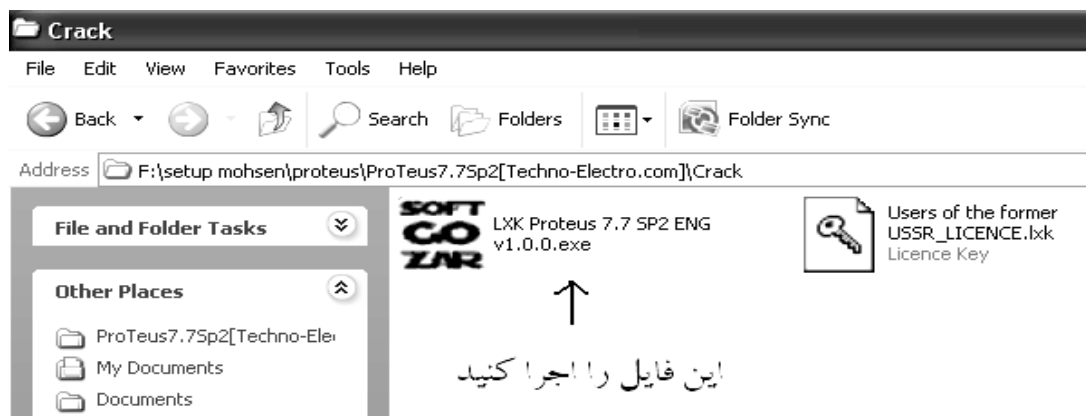 Crack
File Edit View Favorites Tools Help
Back Search Folders Folder Sync
Address F:\setup mohsen\proteus\ProTeus7.7Sp2[Techno-Electro.com]\Crack
File and Folder Tasks
SOFT
GO
ZAR
LXK Proteus 7.7 SP2 ENG
v1.0.0.exe
Users of the former
USSR_LICENCE.lxk
Licence Key
Other Places
ProTeus7.7Sp2[Techno-Ele
My Documents
Documents
این فایل را اجرا کنید